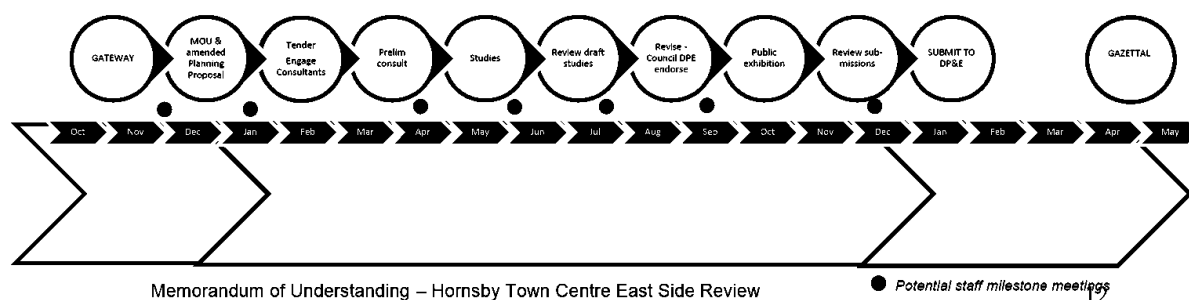 GATEWAY
MOU &
amended
Planning
Proposal
Tender
Engage
Consultants
Prelim
consult
Studies
Review draft
studies
Revise -
Council DPE
endorse
Public
exhibition
Review sub-
missions
SUBMIT TO
DP&E
GAZETTAL
Oct Nov Dec Jan Feb Mar Apr May Jun Jul Aug Sep Oct Nov Dec Jan Feb Mar Apr May
Potential staff milestone meetings
Memorandum of Understanding – Hornsby Town Centre East Side Review